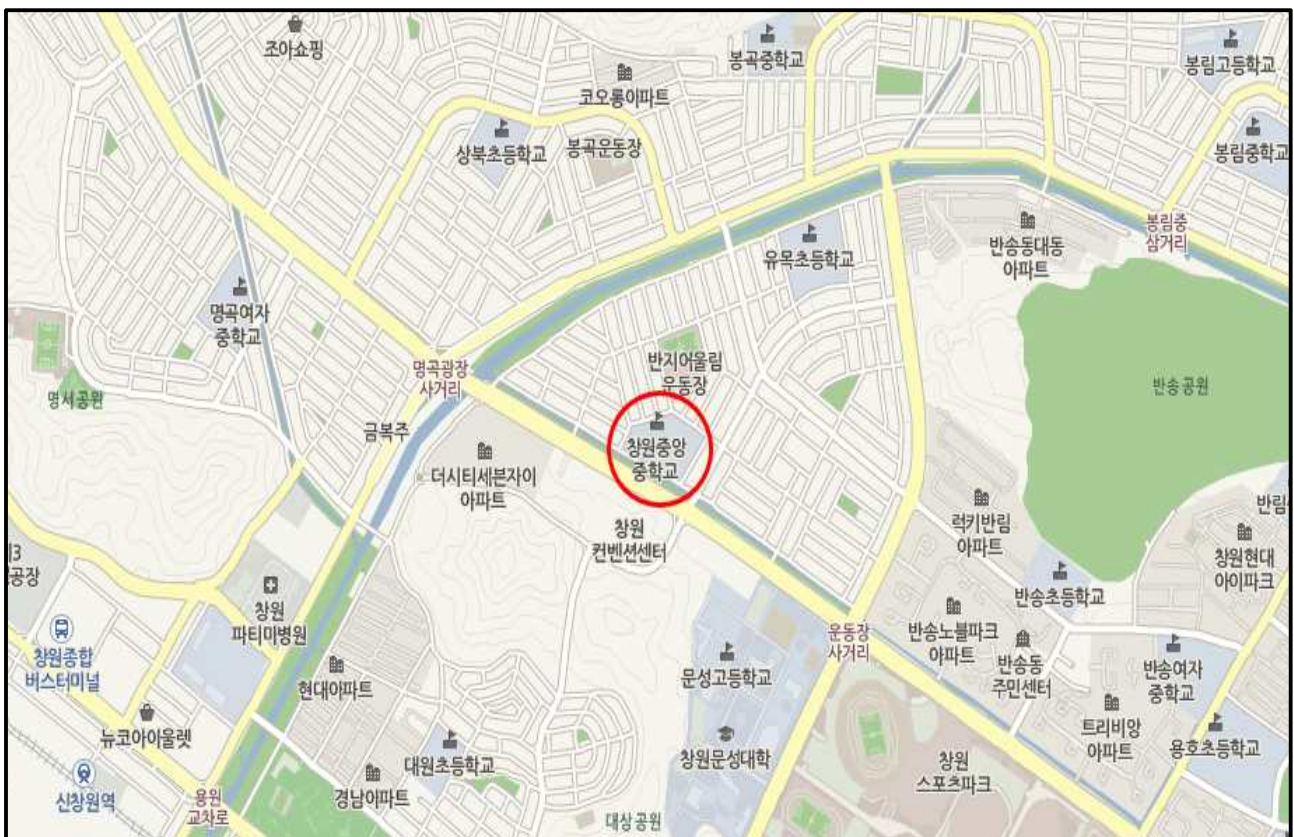 조아쇼핑
봉곡중학교
봉림고등학교
코오롱아파트
상북초등학교
봉곡운동장
봉림중학교
봉림중
삼거리
반송동대동
아파트
유목초등학교
명곡여자
중학교
명곡광장
사거리
반지어울림
운동장
반송공원
명서공원
금복주
창원중앙
중학교
더시티세븐자이
아파트
창원
컨벤션센터
럭키반림
아파트
반림
창원현대
아이파크
3
공장
창원
파티마병원
반송초등학교
창원종합
버스터미널
운동장
사거리
반송노블파크
아파트
반송동
주민센터
반송여자
중학교
현대아파트
문성고등학교
트리비앙
아파트
용호초등학교
뉴코아아울렛
대원초등학교
창원문성대학
창원
스포츠파크
신창원역
용원
교차로
경남아파트
대상공원